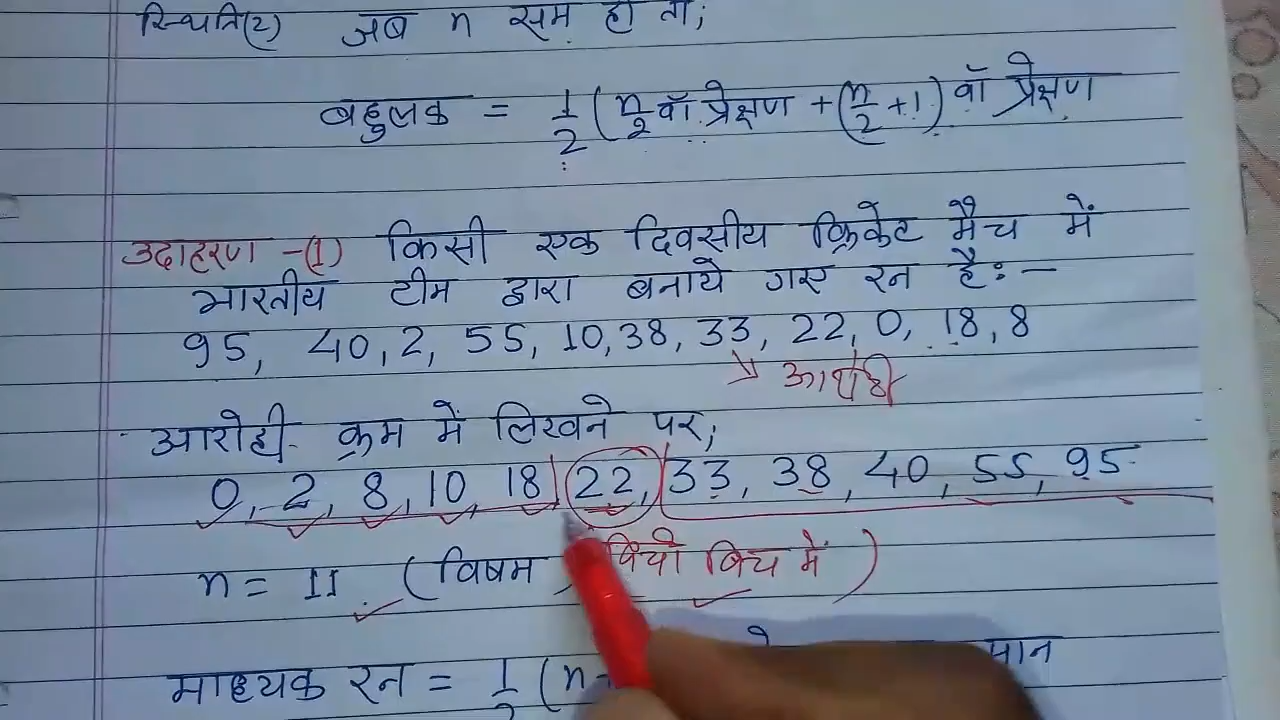 स्थिति(2) जब n सम हो तो;
बहुलक = 1/2 (n/2 वाँ प्रेक्षण + (n/2 + 1) वाँ प्रेक्षण
उदाहरण -(1) किसी एक दिवसीय क्रिकेट मैच में
भारतीय टीम द्वारा बनाये गए रन है:-
95, 40, 2, 55, 10, 38, 33, 22, 0, 18, 8
आरोही क्रम में लिखने पर;
0, 2, 8, 10, 18, 22, 33, 38, 40, 55, 95
n = 11 (विषम बिचो बिच में)
माध्यक रन = 1/2 (n मान